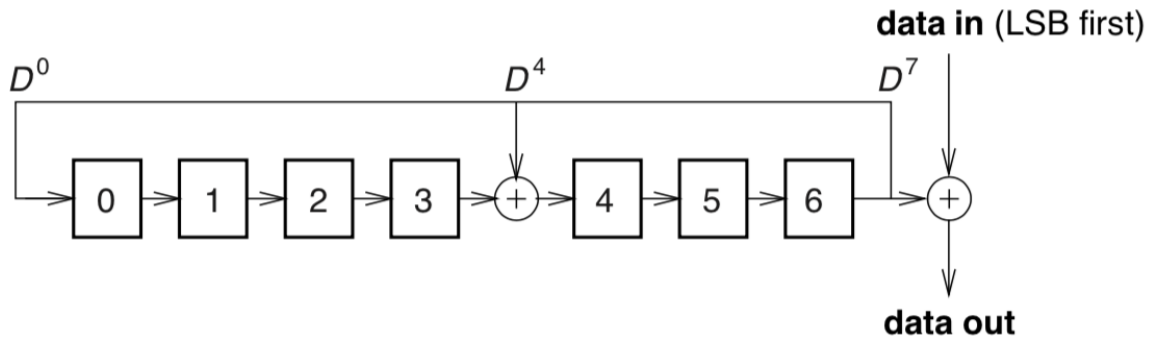 data in (LSB first)
D⁰ D⁴ D⁷
0 1 2 3 + 4 5 6 +
data out